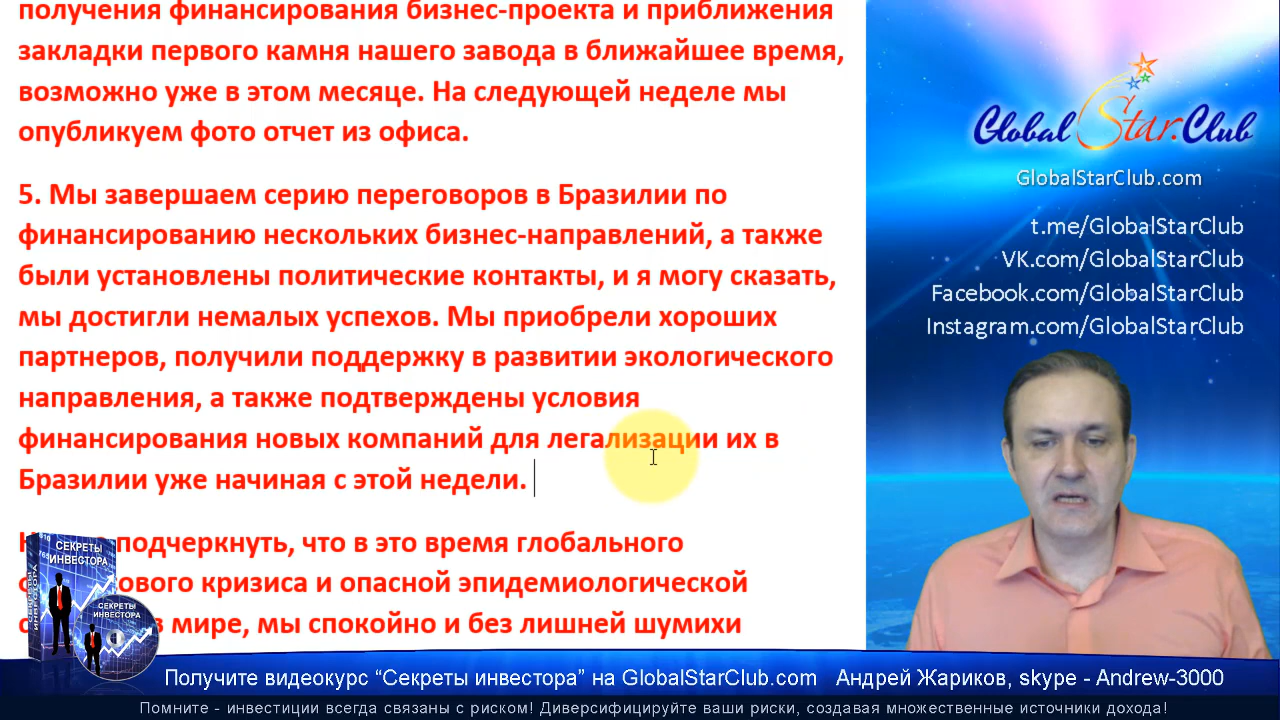 получения финансирования бизнес-проекта и приближения
закладки первого камня нашего завода в ближайшее время,
возможно уже в этом месяце. На следующей неделе мы
опубликуем фото отчет из офиса.
5. Мы завершаем серию переговоров в Бразилии по
финансированию нескольких бизнес-направлений, а также
были установлены политические контакты, и я могу сказать,
мы достигли немалых успехов. Мы приобрели хороших
партнеров, получили поддержку в развитии экологического
направления, а также подтверждены условия
финансирования новых компаний для легализации их в
Бразилии уже начиная с этой недели.
подчеркнуть, что в это время глобального
кризиса и опасной эпидемиологической
в мире, мы спокойно и без лишней шумихи
СЕКРЕТЫ
ИНВЕСТОРА
СЕКРЕТЫ
ИНВЕСТОРА
Global Star.Club
GlobalStarClub.com
t.me/GlobalStarClub
VK.com/GlobalStarClub
Facebook.com/GlobalStarClub
Instagram.com/GlobalStarClub
Получите видеокурс “Секреты инвестора” на GlobalStarClub.com Андрей Жариков, skype - Andrew-3000
Помните - инвестиции всегда связаны с риском! Диверсифицируйте ваши риски, создавая множественные источники дохода!